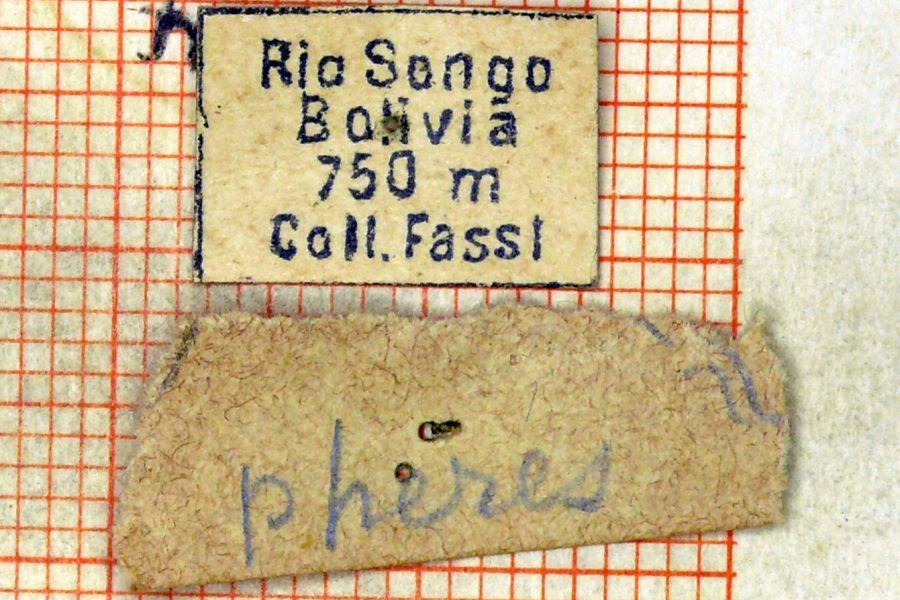 Rio Songo
Bolivia
750 m
Coll. Fassl
pheres